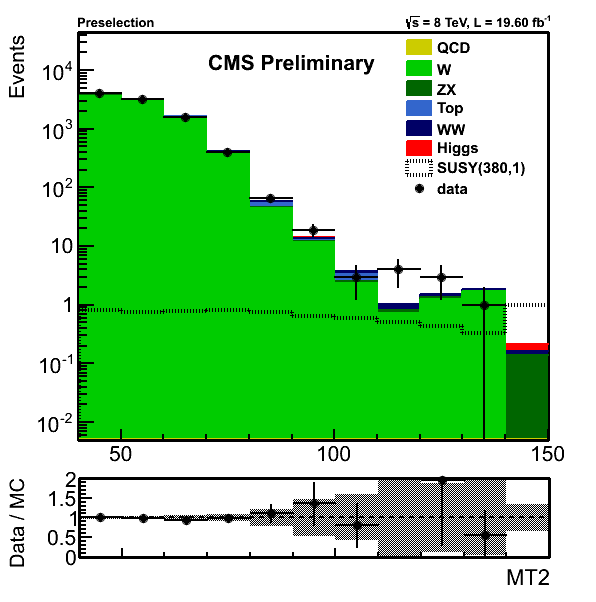 Preselection
√s = 8 TeV, L = 19.60 fb⁻¹
Events
CMS Preliminary
QCD
W
ZX
Top
WW
Higgs
SUSY(380,1)
data
10⁴
10³
10²
10
1
10⁻¹
10⁻²
50
100
150
Data / MC
2
1.5
1
0.5
0
MT2